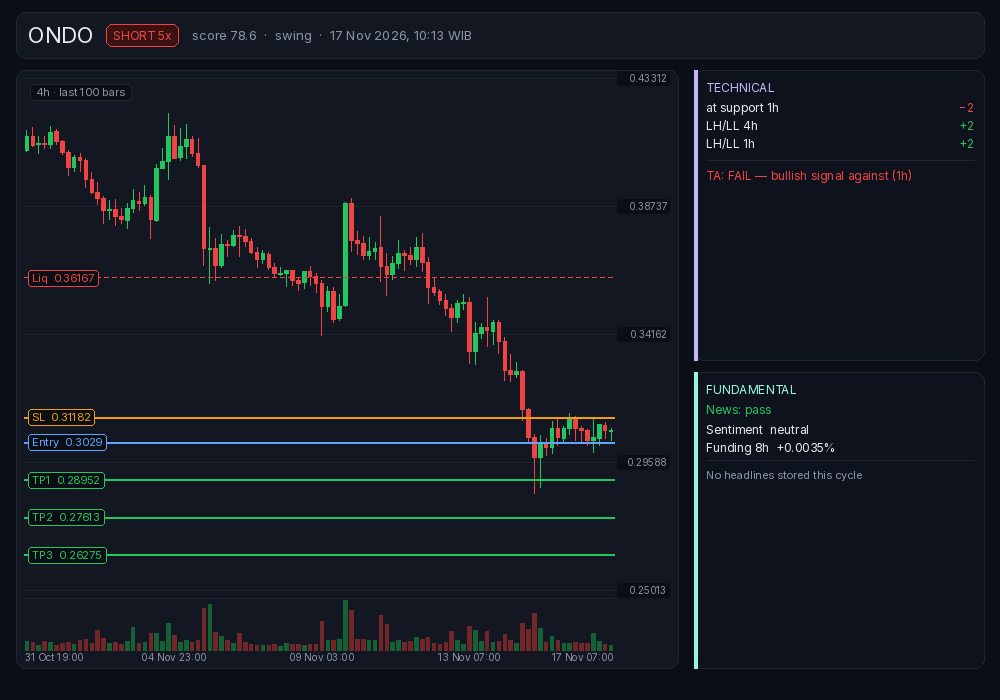 ONDO SHORT 5x score 78.6 · swing · 17 Nov 2026, 10:13 WIB
4h · last 100 bars
0.43312
0.38737
Liq 0.36167
0.34162
SL 0.31182
Entry 0.3029
0.29588
TP1 0.28952
TP2 0.27613
TP3 0.26275
0.25013
31 Oct 19:00 04 Nov 23:00 09 Nov 03:00 13 Nov 07:00 17 Nov 07:00
TECHNICAL
at support 1h −2
LH/LL 4h +2
LH/LL 1h +2
TA: FAIL — bullish signal against (1h)
FUNDAMENTAL
News: pass
Sentiment neutral
Funding 8h +0.0035%
No headlines stored this cycle